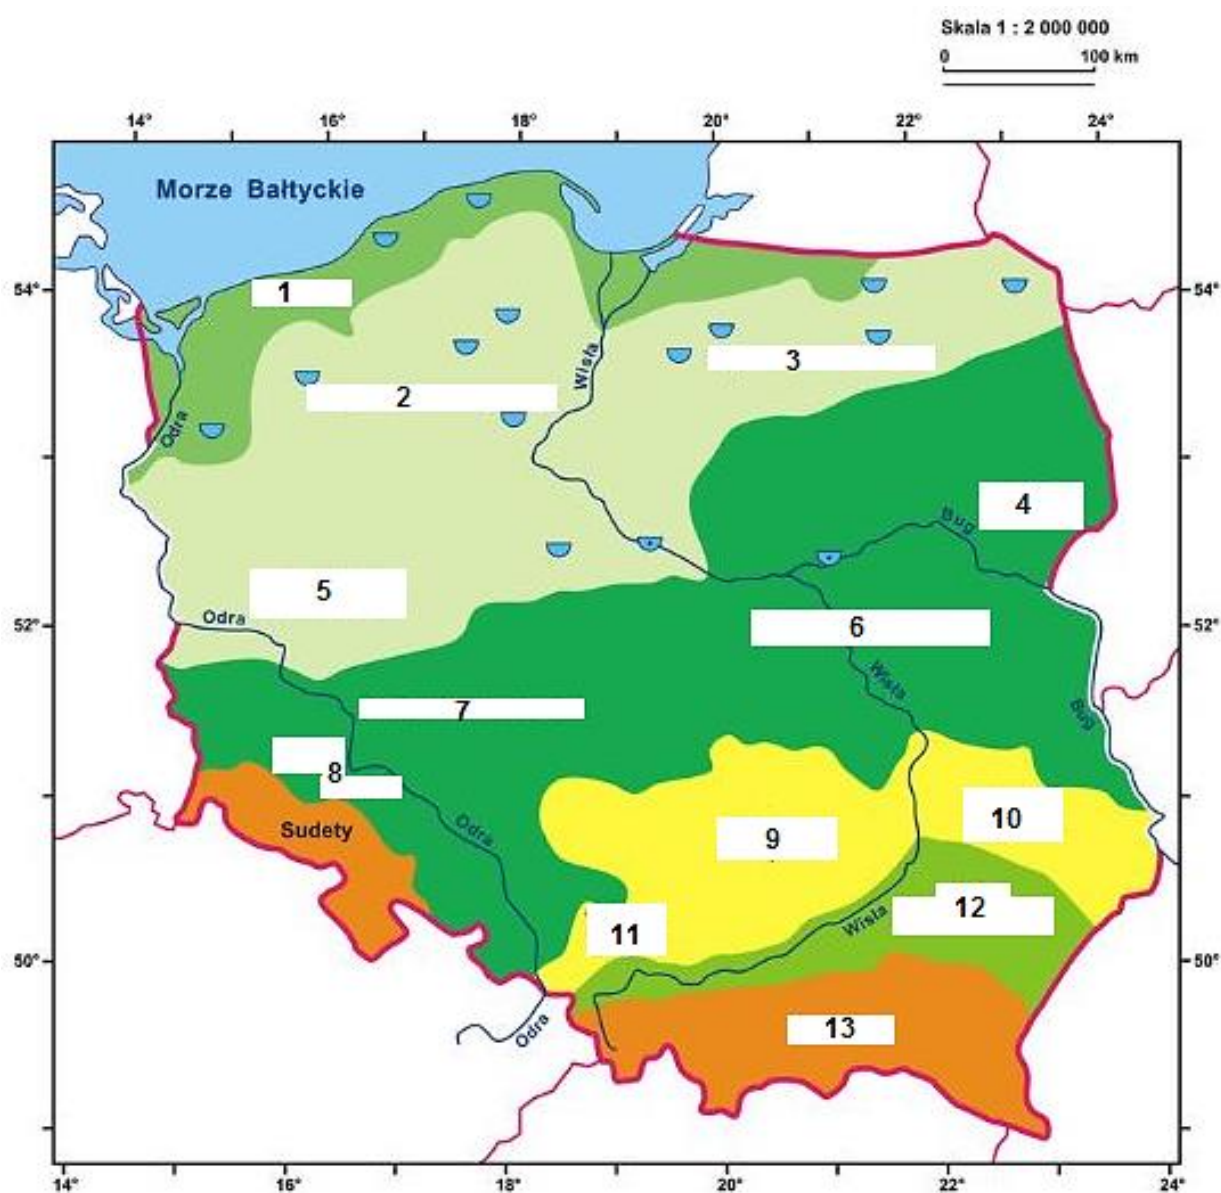 Skala 1 : 2 000 000
0 100 km
14° 16° 18° 20° 22° 24°
Morze Bałtyckie
54° 1 54°
Wisła
3
2
Odra
4
Bug
5
Odra
52° 6 52°
Wisła
7
Bug
8
Sudety
Odra
9
10
12
Wisła
11
50° 50°
Odra
13
14° 16° 18° 20° 22° 24°